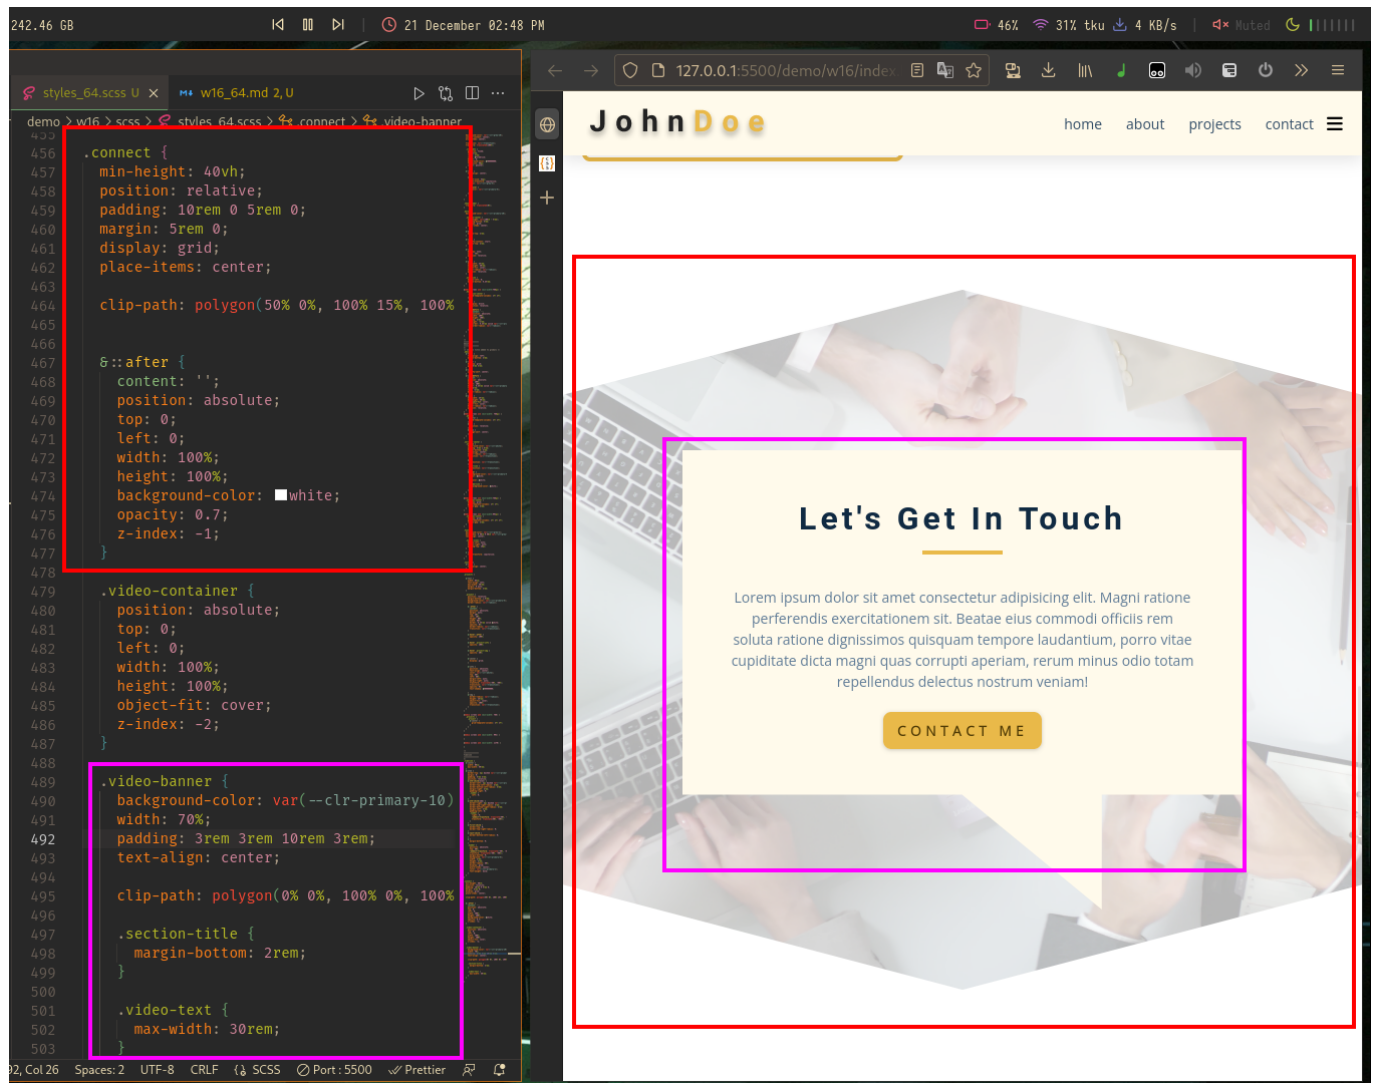 242.46 GB
21 December 02:48 PM
46%
31% tku
4 KB/s
Muted
styles_64.scss U
w16_64.md 2, U
demo > w16 > scss > styles_64.scss > .connect > .video-banner
455
456 .connect {
457 min-height: 40vh;
458 position: relative;
459 padding: 10rem 0 5rem 0;
460 margin: 5rem 0;
461 display: grid;
462 place-items: center;
463
464 clip-path: polygon(50% 0%, 100% 15%, 100%
465
466
467 &::after {
468 content: '';
469 position: absolute;
470 top: 0;
471 left: 0;
472 width: 100%;
473 height: 100%;
474 background-color: white;
475 opacity: 0.7;
476 z-index: -1;
477 }
478
479 .video-container {
480 position: absolute;
481 top: 0;
482 left: 0;
483 width: 100%;
484 height: 100%;
485 object-fit: cover;
486 z-index: -2;
487 }
488
489 .video-banner {
490 background-color: var(--clr-primary-10)
491 width: 70%;
492 padding: 3rem 3rem 10rem 3rem;
493 text-align: center;
494
495 clip-path: polygon(0% 0%, 100% 0%, 100%
496
497 .section-title {
498 margin-bottom: 2rem;
499 }
500
501 .video-text {
502 max-width: 30rem;
503 }
92, Col 26 Spaces: 2 UTF-8 CRLF SCSS Port : 5500 Prettier
127.0.0.1:5500/demo/w16/index
JohnDoe
home about projects contact
Let's Get In Touch
Lorem ipsum dolor sit amet consectetur adipisicing elit. Magni ratione
perferendis exercitationem sit. Beatae eius commodi officiis rem
soluta ratione dignissimos quisquam tempore laudantium, porro vitae
cupiditate dicta magni quas corrupti aperiam, rerum minus odio totam
repellendus delectus nostrum veniam!
CONTACT ME